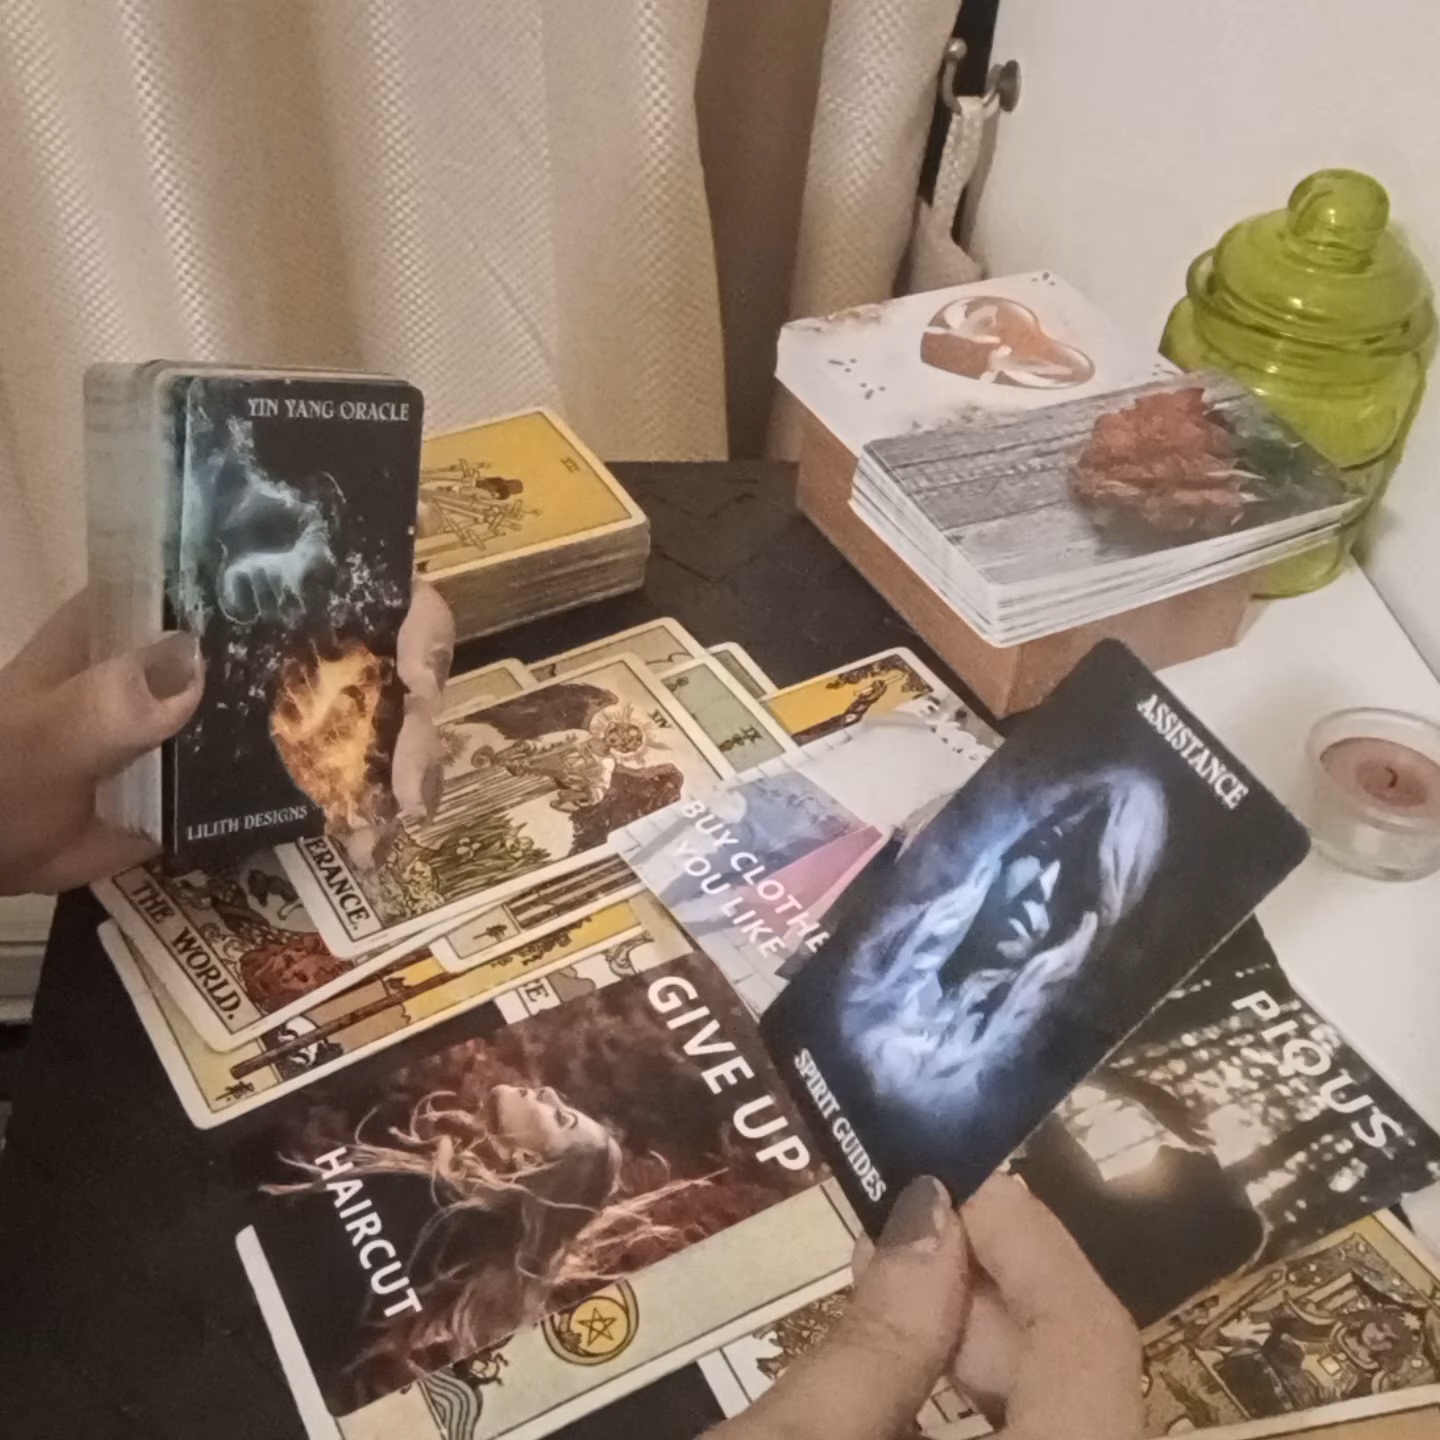 YIN YANG ORACLE
LILITH DESIGNS
XIV
ERANCE.
THE WORLD.
BUY CLOTHE
YOU LIKE
ASSISTANCE
SPIRIT GUIDES
GIVE UP
HAIRCUT
PIOUS